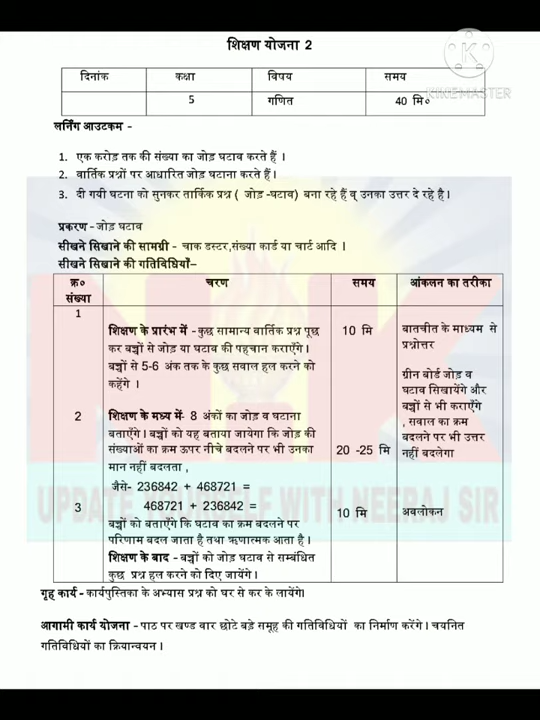 शिक्षण योजना 2
KINEMASTER
दिनांक कक्षा विषय समय
5 गणित 40 मि०
लर्निंग आउटकम -
1. एक करोड़ तक की संख्या का जोड़ घटाव करते हैं ।
2. वार्तिक प्रश्नों पर आधारित जोड़ घटाना करते हैं।
3. दी गयी घटना को सुनकर तार्किक प्रश्न ( जोड़ -घटाव) बना रहे हैं व् उनका उत्तर दे रहे है।
प्रकरण - जोड़ घटाव
सीखने सिखाने की सामग्री - चाक डस्टर,संख्या कार्ड या चार्ट आदि ।
सीखने सिखाने की गतिविधियाँ–
क्र० संख्या चरण समय आंकलन का तरीका
1
शिक्षण के प्रारंभ में - कुछ सामान्य वार्तिक प्रश्न पूछ
कर बच्चों से जोड़ या घटाव की पहचान कराएँगे।
बच्चों से 5-6 अंक तक के कुछ सवाल हल करने को
कहेंगे ।
10 मि
बातचीत के माध्यम से
प्रश्नोत्तर
2
शिक्षण के मध्य में- 8 अंकों का जोड़ व घटाना
बताएँगे। बच्चों को यह बताया जायेगा कि जोड़ की
संख्याओं का क्रम ऊपर नीचे बदलने पर भी उनका
मान नहीं बदलता ,
जैसे- 236842 + 468721 =
468721 + 236842 =
बच्चों को बताएँगे कि घटाव का क्रम बदलने पर
परिणाम बदल जाता है तथा ऋणात्मक आता है।
20 -25 मि
ग्रीन बोर्ड जोड़ व
घटाव सिखायेंगे और
बच्चों से भी कराएँगे
, सवाल का क्रम
बदलने पर भी उत्तर
नहीं बदलेगा
3
शिक्षण के बाद - बच्चों को जोड़ घटाव से सम्बंधित
कुछ प्रश्न हल करने को दिए जायेंगे ।
10 मि
अवलोकन
UPDATE YOURSELF WITH NEERAJ SIR
गृह कार्य - कार्यपुस्तिका के अभ्यास प्रश्न को घर से कर के लायेंगे।
आगामी कार्य योजना - पाठ पर खण्ड वार छोटे बड़े समूह की गतिविधियों का निर्माण करेंगे । चयनित
गतिविधियों का क्रियान्वयन ।